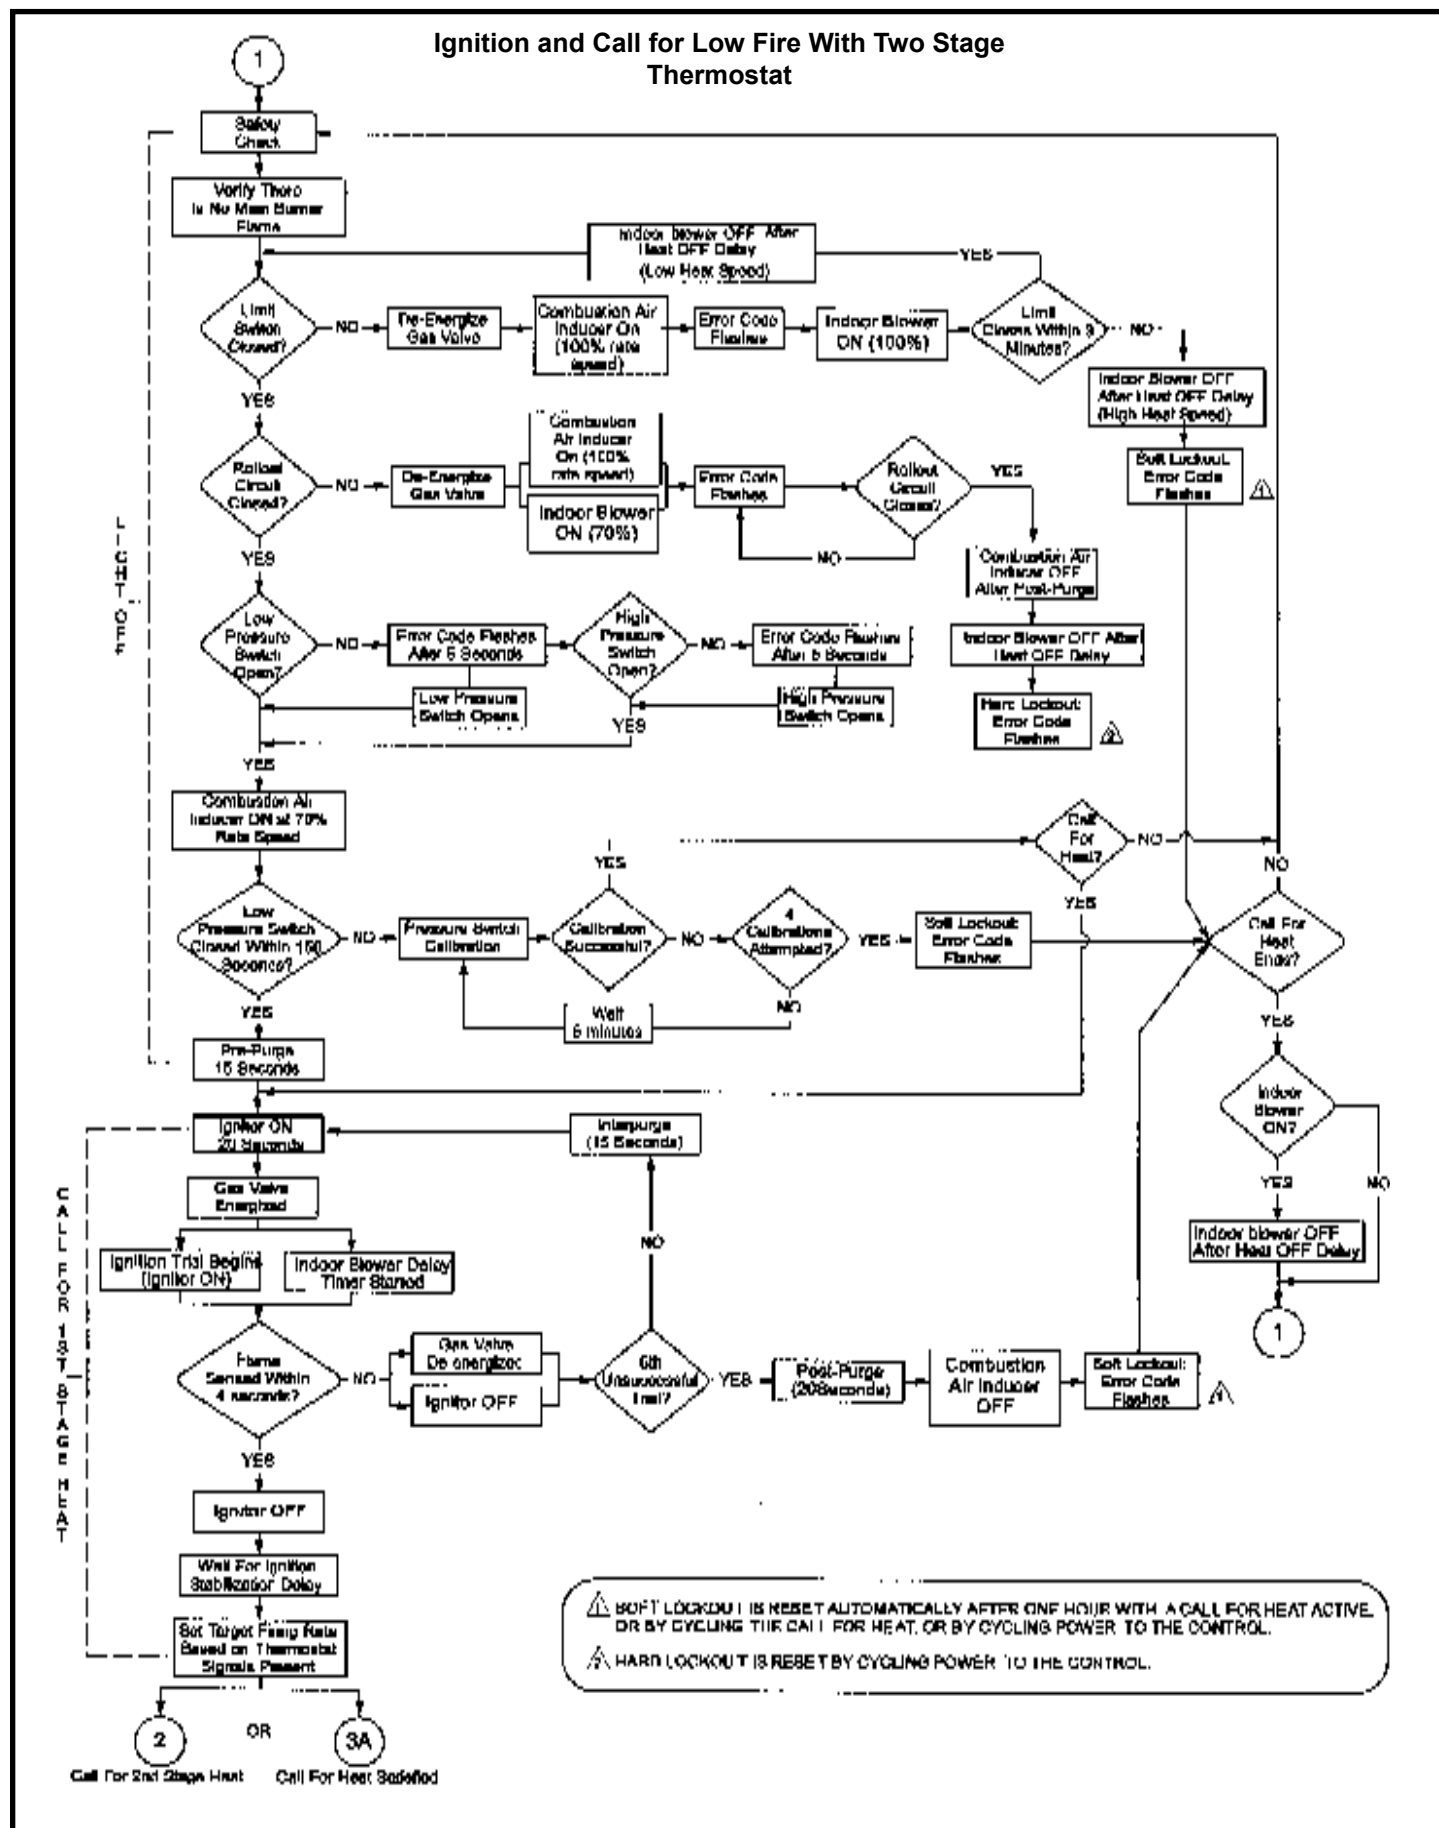 Ignition and Call for Low Fire With Two Stage
Thermostat
1
Safety
Check
Verify There
Is No Main Burner
Flame
Indoor blower OFF After
Heat OFF Delay
(Low Heat Speed)
YES
Limit
Switch
Closed?
NO
De-Energize
Gas Valve
Combustion Air
Inducer On
(100% rate
speed)
Error Code
Flashes
Indoor Blower
ON (100%)
Limit
Closes Within 3
Minutes?
NO
YES
Indoor Blower OFF
After Heat OFF Delay
(High Heat Speed)
Soft Lockout:
Error Code
Flashes
1
Rollout
Circuit
Closed?
NO
De-Energize
Gas Valve
Combustion
Air Inducer
On (100%
rate speed)
Indoor Blower
ON (70%)
Error Code
Flashes
Rollout
Circuit
Closed?
YES
NO
YES
Combustion Air
Inducer OFF
After Post-Purge
Indoor Blower OFF After
Heat OFF Delay
Hard Lockout:
Error Code
Flashes
LIGHT OFF
Low
Pressure
Switch
Open?
NO
Error Code Flashes
After 5 Seconds
Low Pressure
Switch Opens
High
Pressure
Switch
Open?
NO
Error Code Flashes
After 5 Seconds
High Pressure
Switch Opens
YES
YES
Combustion Air
Inducer ON at 70%
Rate Speed
Call
For
Heat?
NO
YES
YES
NO
Low
Pressure Switch
Closed Within
Seconds?
NO
Pressure Switch
Calibration
Calibration
Successful?
NO
4
Calibrations
Attempted?
YES
Soft Lockout:
Error Code
Flashes
Call For
Heat
Ends?
NO
Wait
5 minutes
YES
YES
Pre-Purge
15 Seconds
Indoor
Blower
ON?
YES
NO
Indoor blower OFF
After Heat OFF Delay
1
CALL FOR 1ST STAGE HEAT
Ignitor ON
20 Seconds
Interpurge
(15 Seconds)
Gas Valve
Energized
NO
Ignition Trial Begins
(Ignitor ON)
Indoor Blower Delay
Timer Started
Flame
Sensed Within
4 seconds?
NO
Gas Valve
De-energized
Ignitor OFF
Unsuccessful
Trial?
YES
Post-Purge
(20Seconds)
Combustion
Air Inducer
OFF
Soft Lockout:
Error Code
Flashes
YES
Ignitor OFF
Wait For Ignition
Stabilization Delay
Set Target Firing Rate
Based on Thermostat
Signals Present
1 SOFT LOCKOUT IS RESET AUTOMATICALLY AFTER ONE HOUR WITH A CALL FOR HEAT ACTIVE,
OR BY CYCLING THE CALL FOR HEAT, OR BY CYCLING POWER TO THE CONTROL.
HARD LOCKOUT IS RESET BY CYCLING POWER TO THE CONTROL.
2
OR
3A
Call For 2nd Stage Heat
Call For Heat Satisfied